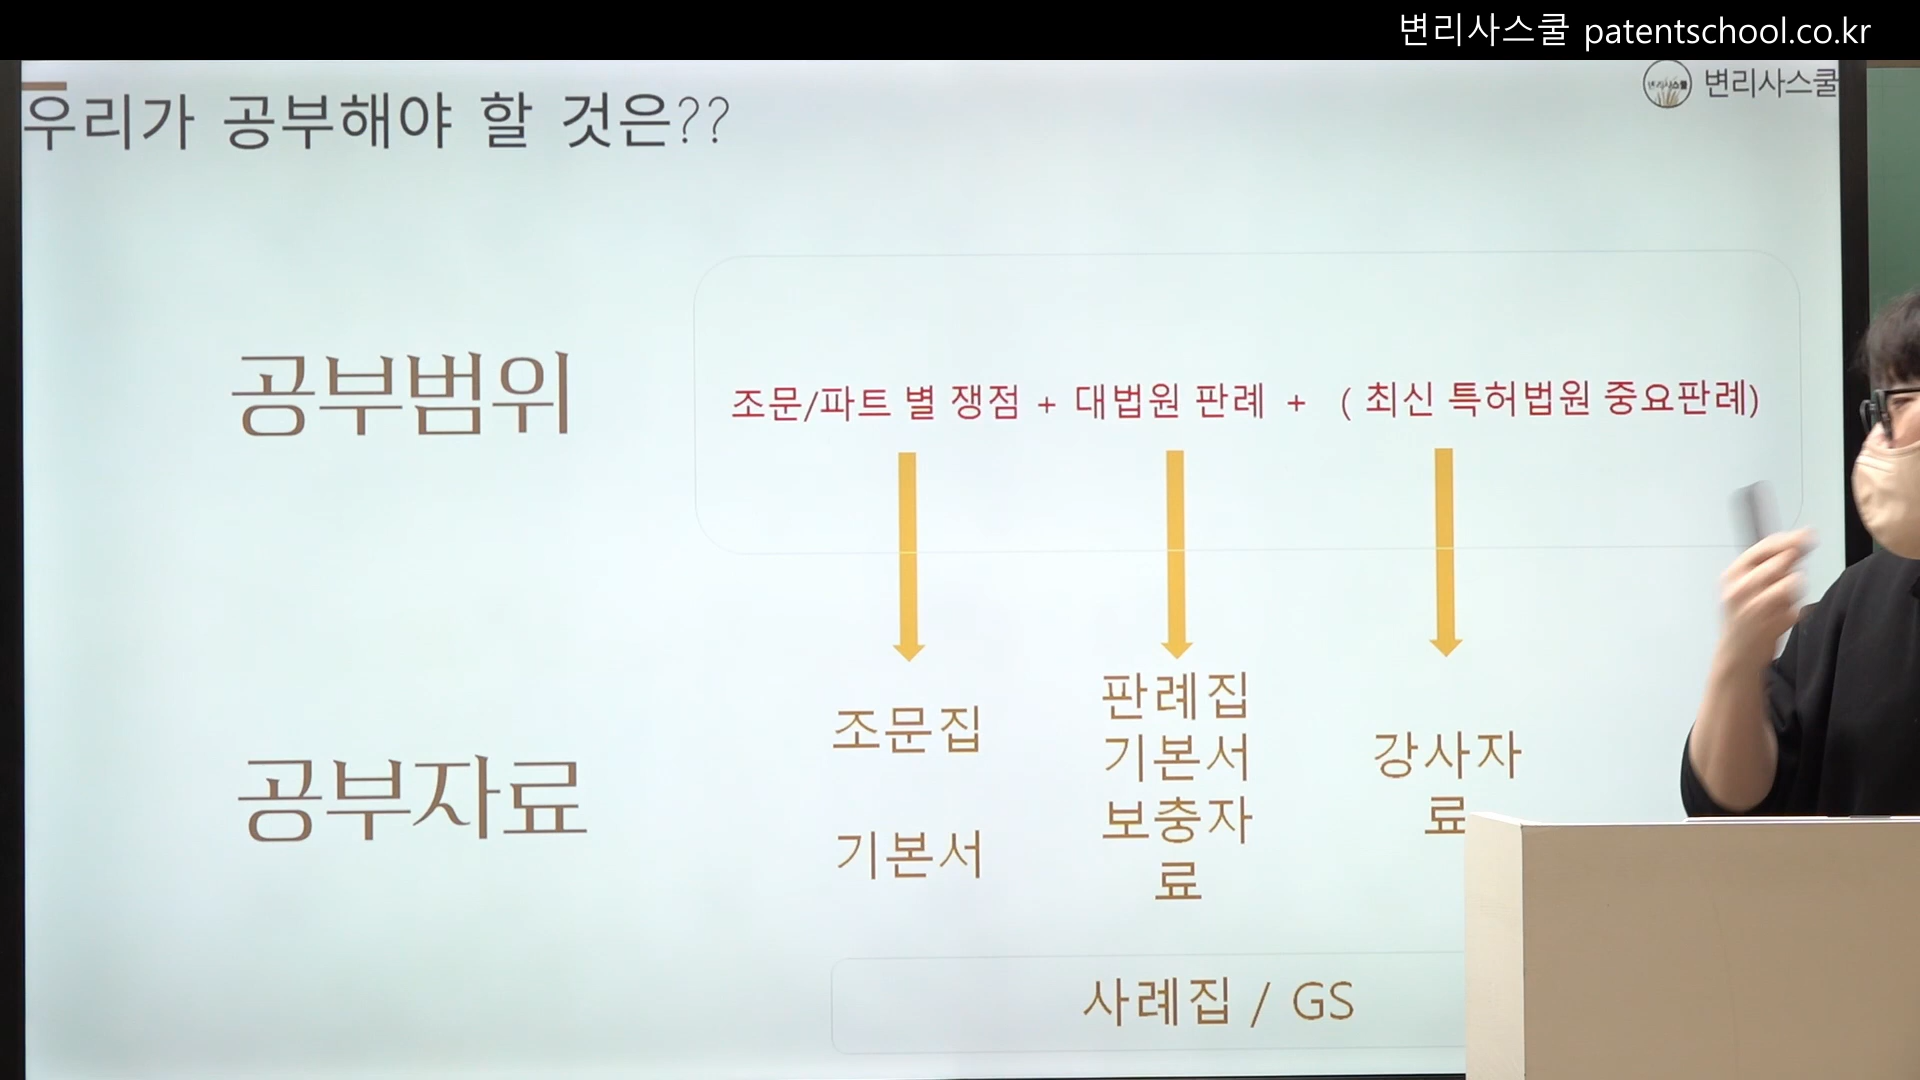 변리사스쿨 patentschool.co.kr
변리사스쿨
우리가 공부해야 할 것은??
공부범위
조문/파트 별 쟁점 + 대법원 판례 + ( 최신 특허법원 중요판례)
공부자료
조문집
기본서
판례집
기본서
보충자
료
강사자
료
사례집 / GS